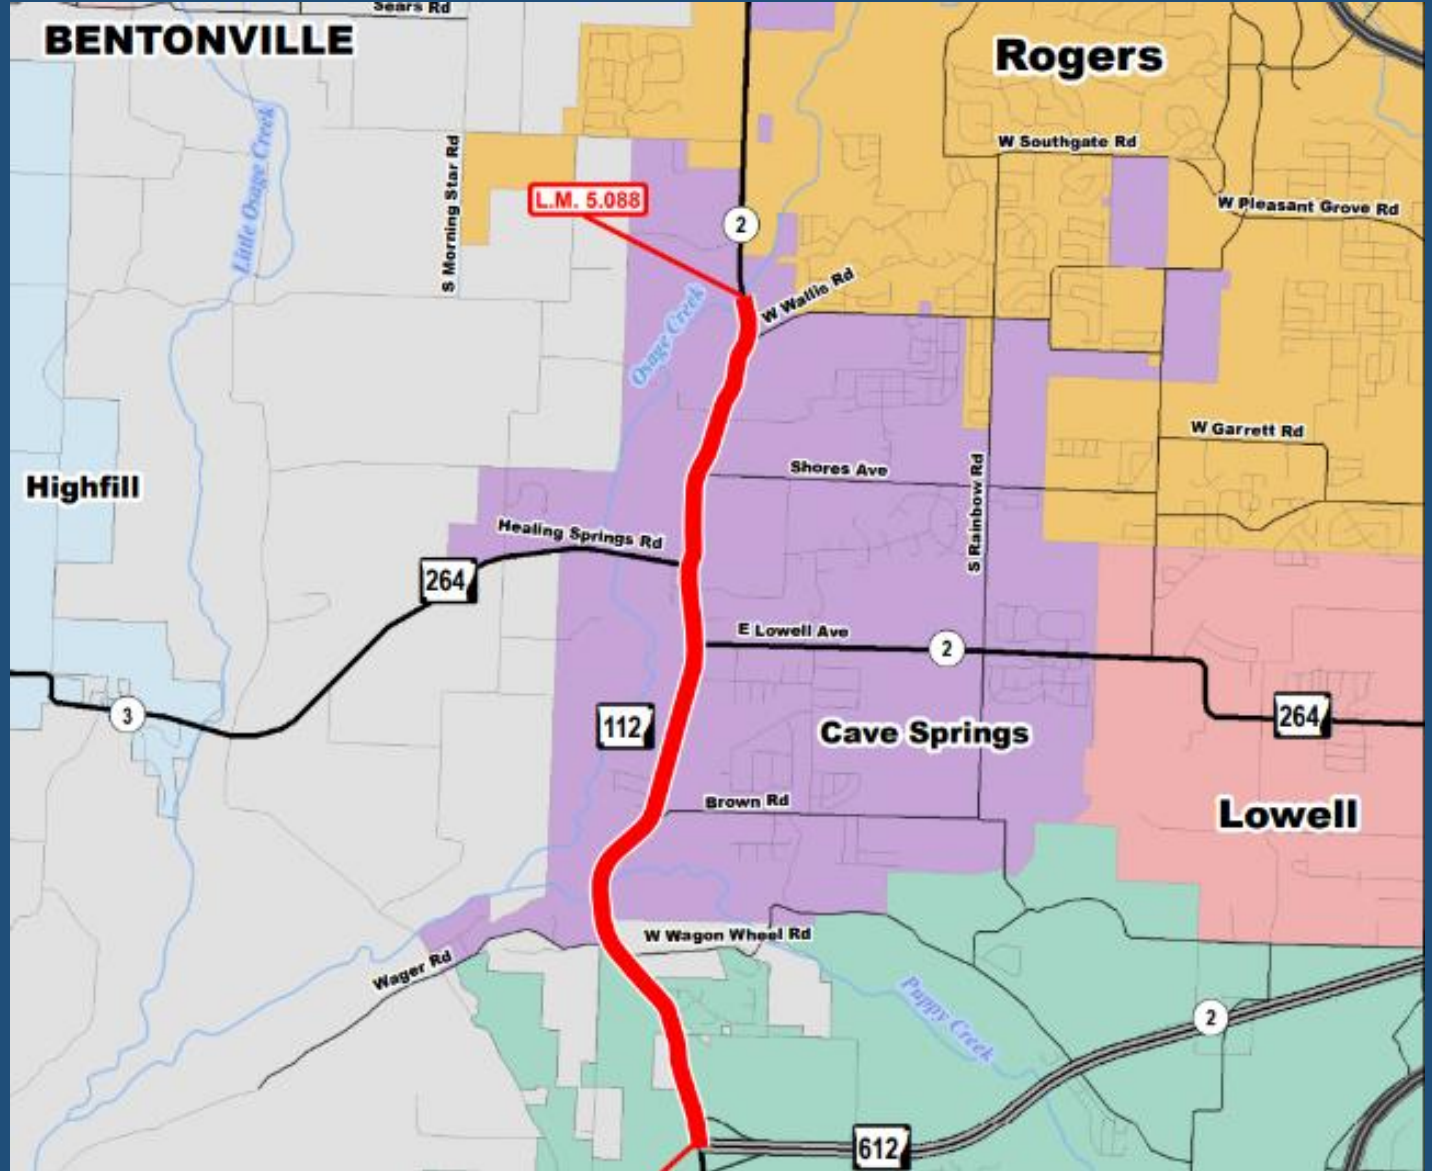 Sears Rd
BENTONVILLE
Rogers
W Southgate Rd
S Morning Star Rd
Little Osage Creek
L.M. 5.088
W Pleasant Grove Rd
2
W Wallis Rd
Osage Creek
W Garrett Rd
Shores Ave
Highfill
S Rainbow Rd
Healing Springs Rd
264
E Lowell Ave
2
3
112
264
Cave Springs
Brown Rd
Lowell
W Wagon Wheel Rd
Wager Rd
Puppy Creek
2
612